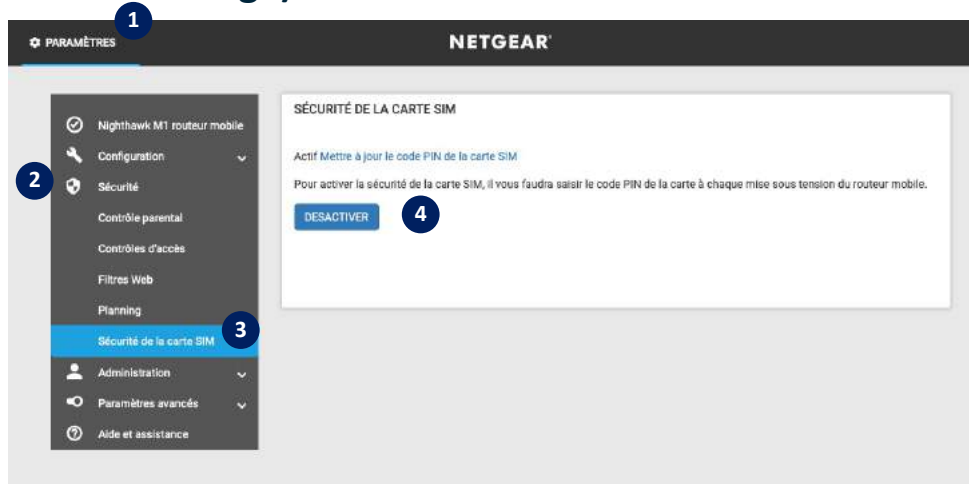 1
PARAMÈTRES
NETGEAR
SÉCURITÉ DE LA CARTE SIM
Nighthawk M1 routeur mobile
Configuration
Actif Mettre à jour le code PIN de la carte SIM
2
Sécurité
Pour activer la sécurité de la carte SIM, il vous faudra saisir le code PIN de la carte à chaque mise sous tension du routeur mobile.
Contrôle parental
DESACTIVER
4
Contrôles d'accès
Filtres Web
Planning
3
Sécurité de la carte SIM
Administration
Paramètres avancés
Aide et assistance